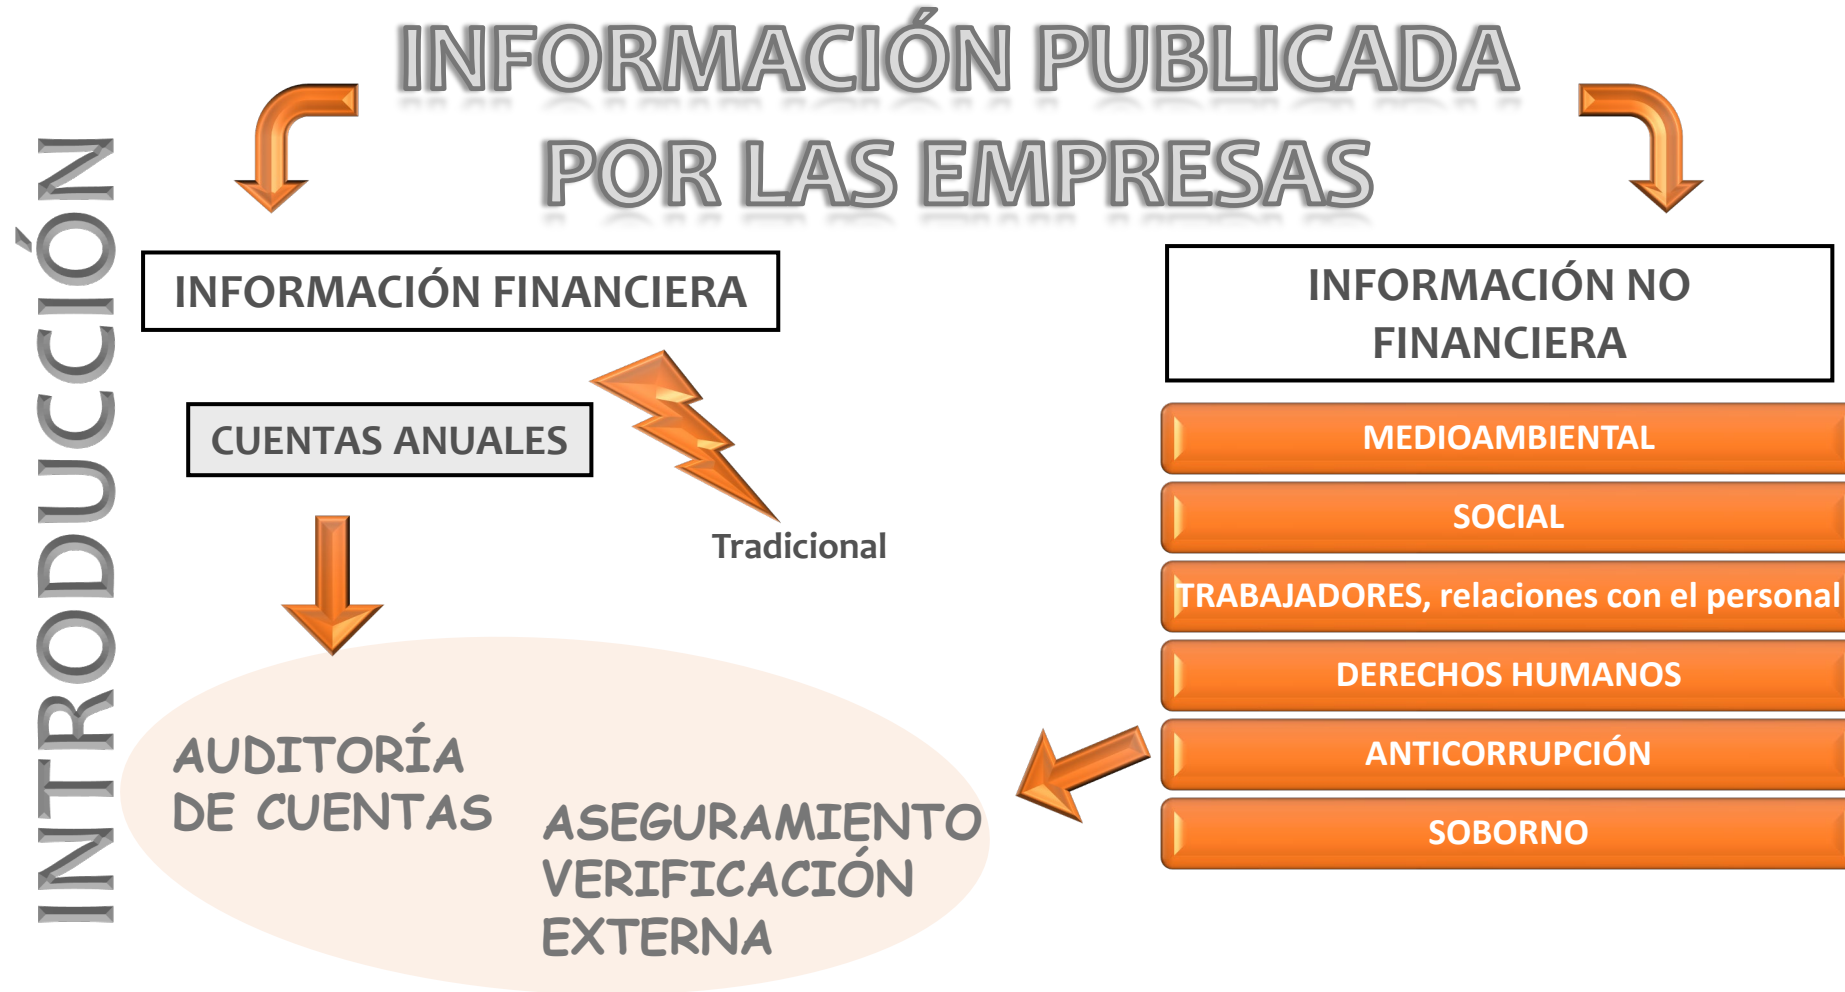 INTRODUCCIÓN
INFORMACIÓN PUBLICADA
POR LAS EMPRESAS
INFORMACIÓN FINANCIERA
CUENTAS ANUALES
Tradicional
AUDITORÍA
DE CUENTAS
ASEGURAMIENTO
VERIFICACIÓN
EXTERNA
INFORMACIÓN NO
FINANCIERA
MEDIOAMBIENTAL
SOCIAL
TRABAJADORES, relaciones con el personal
DERECHOS HUMANOS
ANTICORRUPCIÓN
SOBORNO